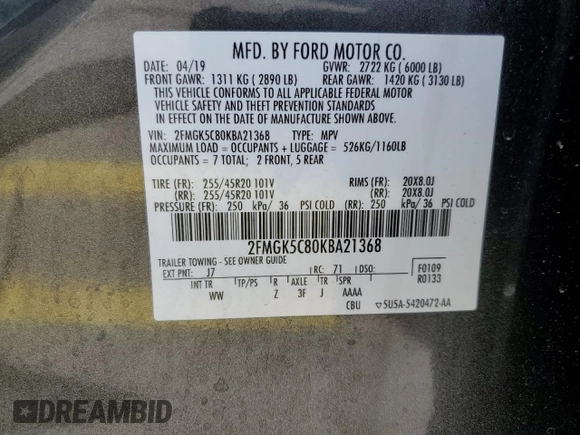 MFD. BY FORD MOTOR CO.
DATE: 04/19 GVWR: 2722 KG ( 6000 LB)
FRONT GAWR: 1311 KG ( 2890 LB) REAR GAWR: 1420 KG ( 3130 LB)
THIS VEHICLE CONFORMS TO ALL APPLICABLE FEDERAL MOTOR
VEHICLE SAFETY AND THEFT PREVENTION STANDARDS
IN EFFECT ON THE DATE OF MANUFACTURE SHOWN ABOVE.
VIN: 2FMGK5C80KBA21368 TYPE: MPV
MAXIMUM LOAD = OCCUPANTS + LUGGAGE = 526KG/1160LB
OCCUPANTS = 7 TOTAL; 2 FRONT, 5 REAR
TIRE (FR): 255/45R20 101V RIMS (FR): 20X8.0J
(RR): 255/45R20 101V (RR): 20X8.0J
PRESSURE (FR): 250 kPa/ 36 PSI COLD (RR): 250 kPa/ 36 PSI COLD
2FMGK5C80KBA21368
TRAILER TOWING - SEE OWNER GUIDE
EXT PNT: J7 RC: 71 DSO: F0109
R0133
INT TR TP/PS R AXLE TR SPR
WW Z 3F J AAAA
CBU 5U5A-5420472-AA
DREAMBID